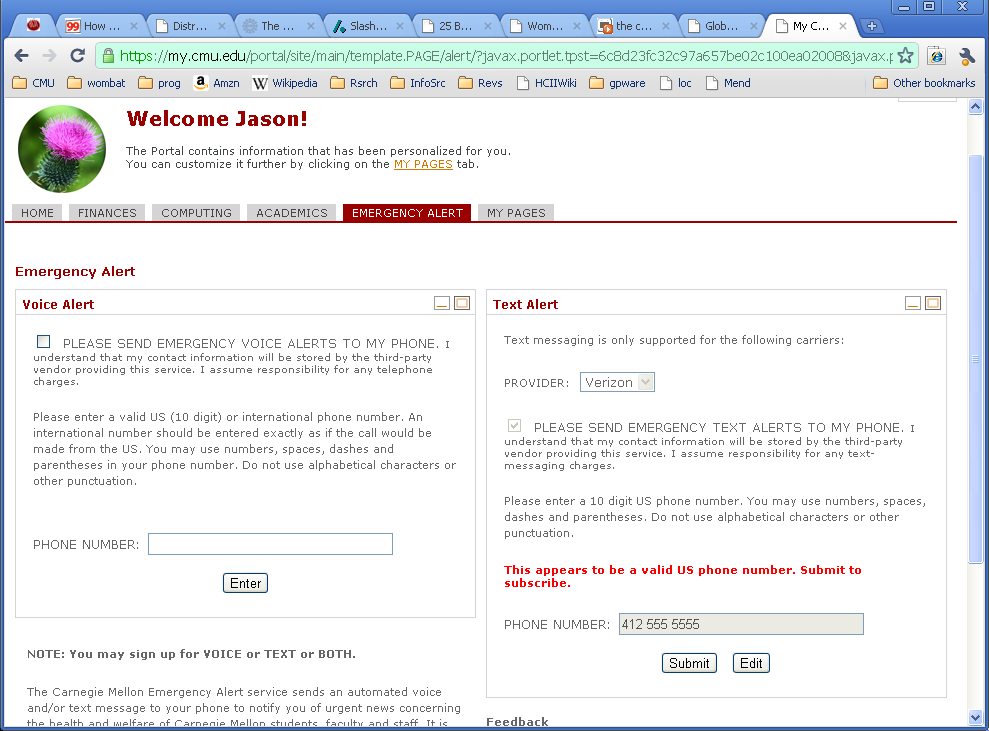 How ...
Distr...
The ...
Slash...
25 B...
Wom...
the c...
Glob...
My C...
https://my.cmu.edu/portal/site/main/template.PAGE/alert/?javax.portlet.tpst=6c8d23fc32c97a657be02c100ea02008&javax.p
CMU wombat prog Amzn Wikipedia Rsrch InfoSrc Revs HCIIWiki gpware loc Mend Other bookmarks
Welcome Jason!
The Portal contains information that has been personalized for you.
You can customize it further by clicking on the MY PAGES tab.
HOME FINANCES COMPUTING ACADEMICS EMERGENCY ALERT MY PAGES
Emergency Alert
Voice Alert
PLEASE SEND EMERGENCY VOICE ALERTS TO MY PHONE. I
understand that my contact information will be stored by the third-party
vendor providing this service. I assume responsibility for any telephone
charges.
Please enter a valid US (10 digit) or international phone number. An
international number should be entered exactly as if the call would be
made from the US. You may use numbers, spaces, dashes and
parentheses in your phone number. Do not use alphabetical characters or
other punctuation.
PHONE NUMBER:
Enter
NOTE: You may sign up for VOICE or TEXT or BOTH.
The Carnegie Mellon Emergency Alert service sends an automated voice
and/or text message to your phone to notify you of urgent news concerning
the health and welfare of Carnegie Mellon students, faculty and staff. It is
Text Alert
Text messaging is only supported for the following carriers:
PROVIDER: Verizon
PLEASE SEND EMERGENCY TEXT ALERTS TO MY PHONE. I
understand that my contact information will be stored by the third-party
vendor providing this service. I assume responsibility for any text-
messaging charges.
Please enter a 10 digit US phone number. You may use numbers, spaces,
dashes and parentheses. Do not use alphabetical characters or other
punctuation.
This appears to be a valid US phone number. Submit to
subscribe.
PHONE NUMBER: 412 555 5555
Submit Edit
Feedback